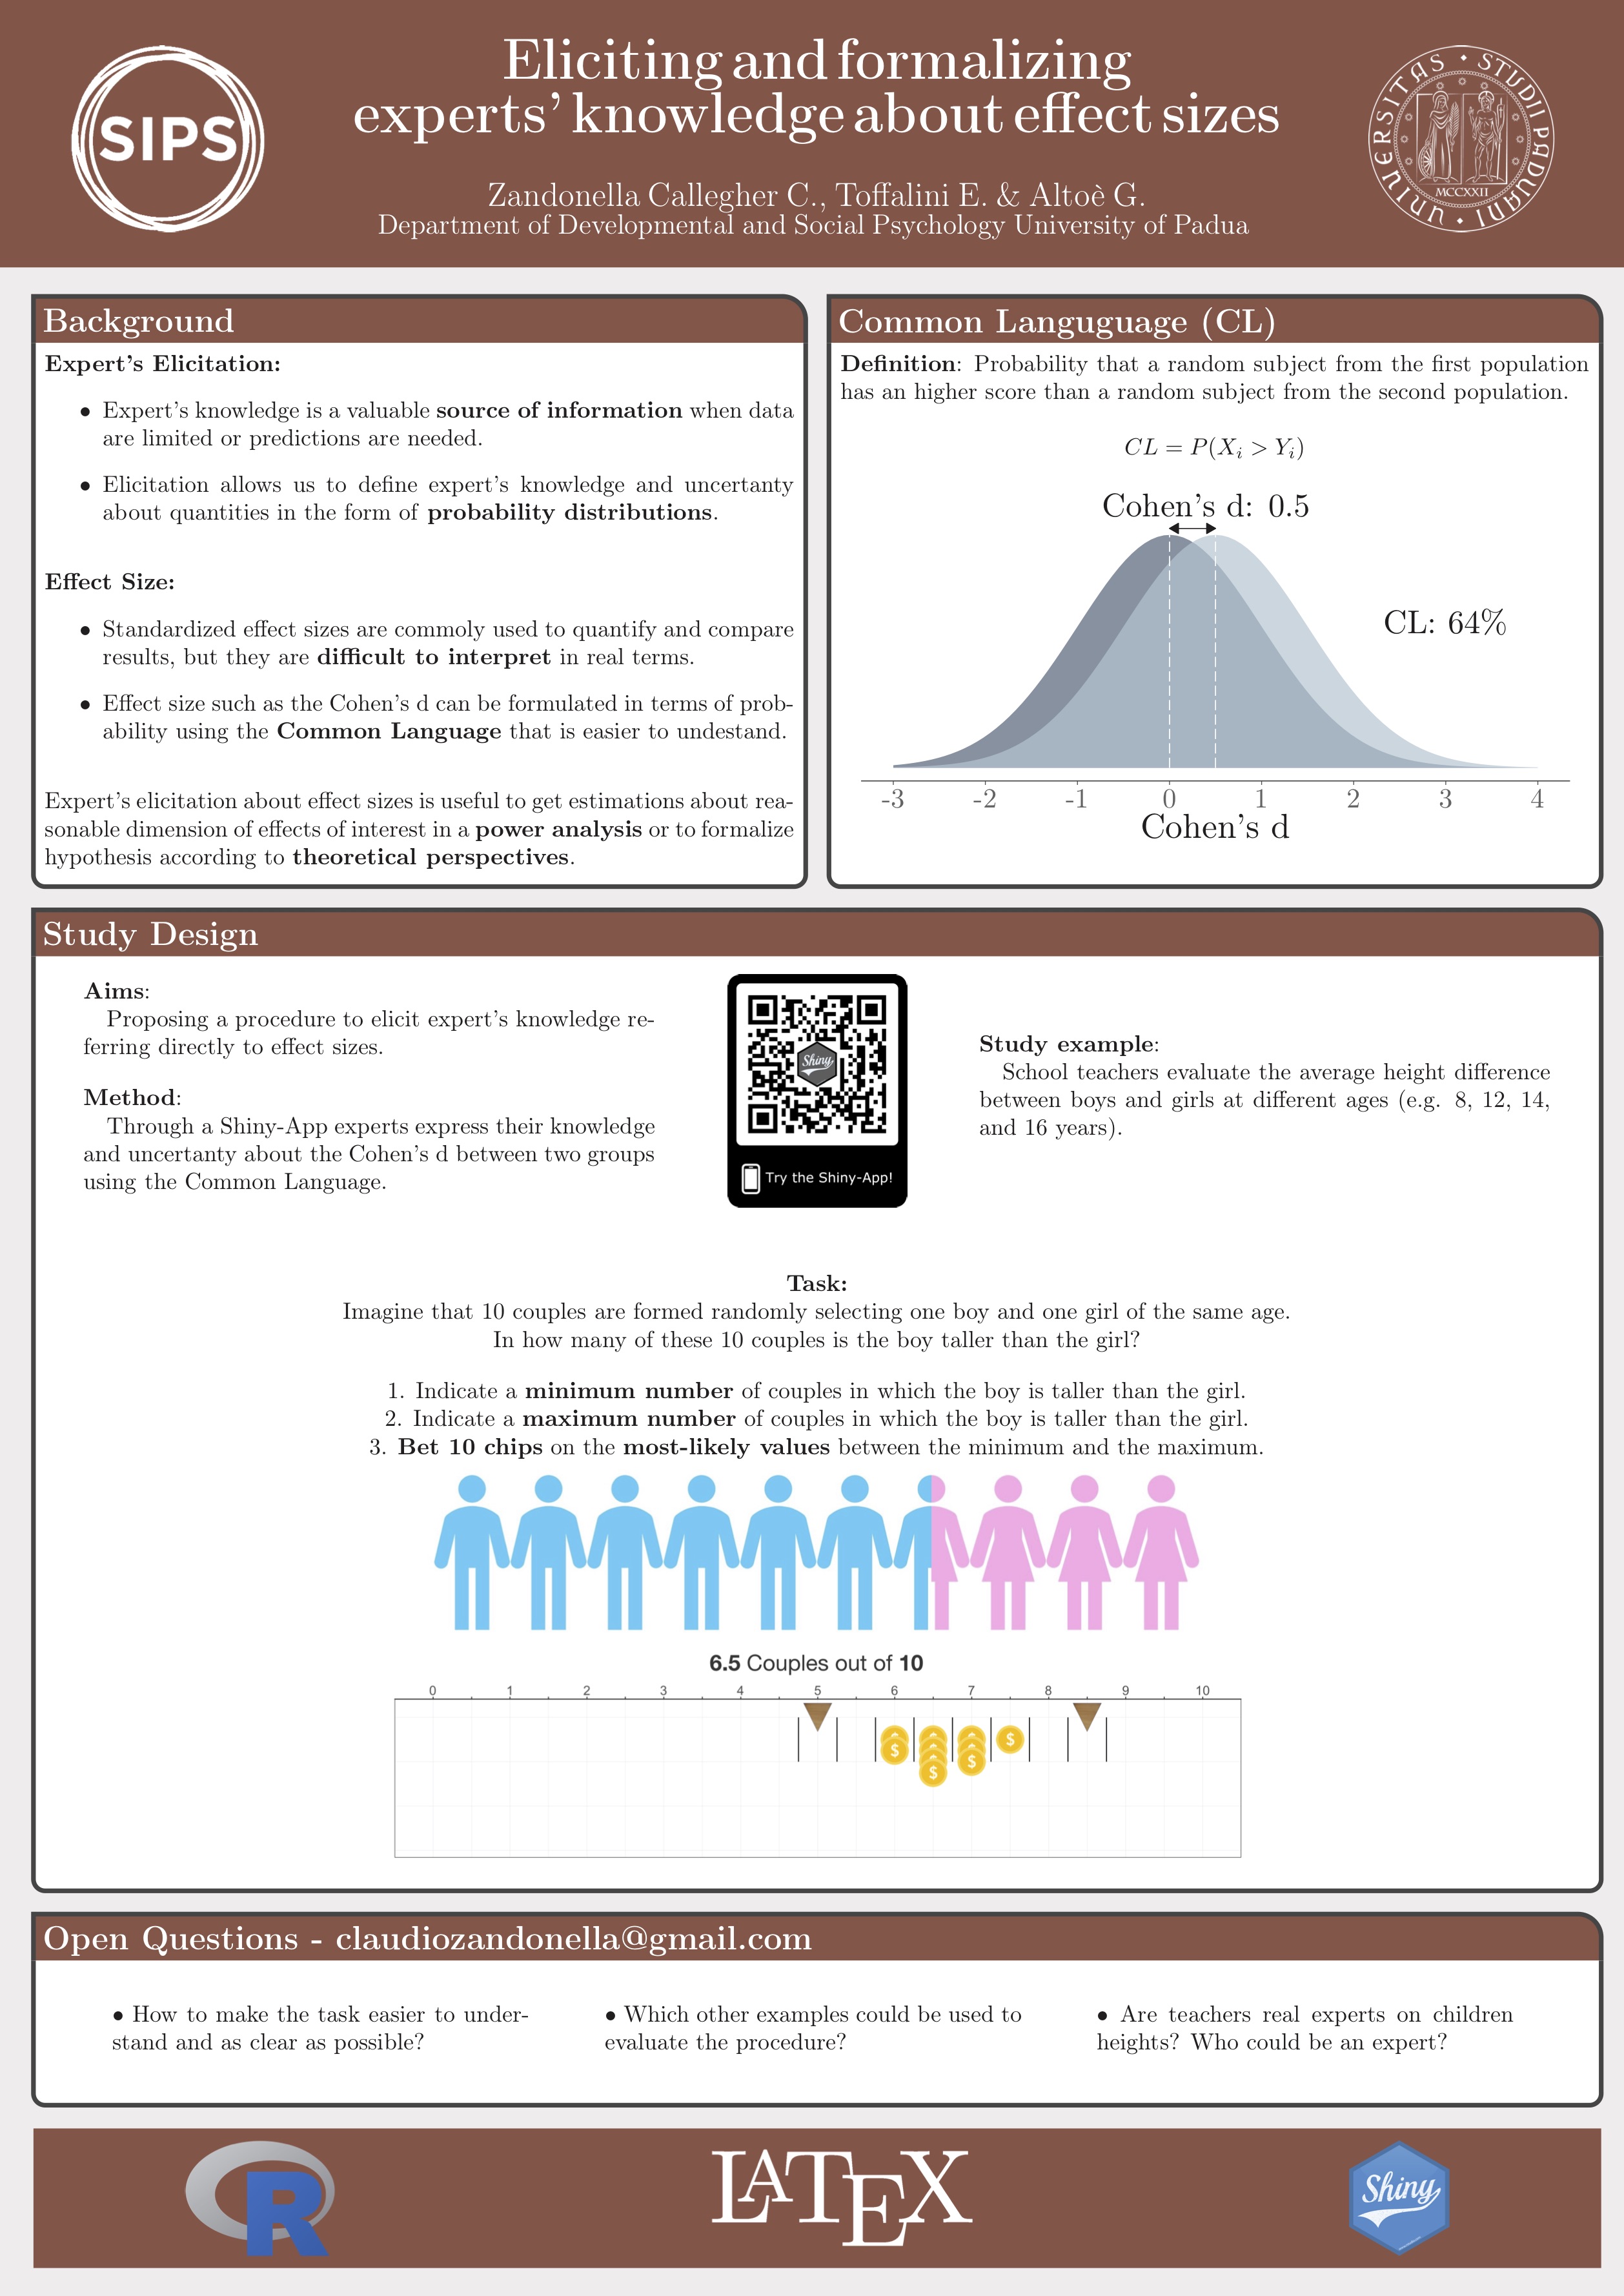 SIPS
Eliciting and formalizing
experts' knowledge about effect sizes
Zandonella Callegher C., Toffalini E. & Altoè G.
Department of Developmental and Social Psychology University of Padua
UNIVERSITAS • STUDII PADUANI •
MCCXXII
Background
Expert's Elicitation:
• Expert's knowledge is a valuable source of information when data
are limited or predictions are needed.
• Elicitation allows us to define expert's knowledge and uncertanty
about quantities in the form of probability distributions.
Effect Size:
• Standardized effect sizes are commoly used to quantify and compare
results, but they are difficult to interpret in real terms.
• Effect size such as the Cohen's d can be formulated in terms of prob-
ability using the Common Language that is easier to undestand.
Expert's elicitation about effect sizes is useful to get estimations about rea-
sonable dimension of effects of interest in a power analysis or to formalize
hypothesis according to theoretical perspectives.
Common Languguage (CL)
Definition: Probability that a random subject from the first population
has an higher score than a random subject from the second population.
CL = P(Xᵢ > Yᵢ)
Cohen's d: 0.5
CL: 64%
-3 -2 -1 0 1 2 3 4
Cohen's d
Study Design
Aims:
Proposing a procedure to elicit expert's knowledge re-
ferring directly to effect sizes.
Method:
Through a Shiny-App experts express their knowledge
and uncertanty about the Cohen's d between two groups
using the Common Language.
Shiny
Try the Shiny-App!
Study example:
School teachers evaluate the average height difference
between boys and girls at different ages (e.g. 8, 12, 14,
and 16 years).
Task:
Imagine that 10 couples are formed randomly selecting one boy and one girl of the same age.
In how many of these 10 couples is the boy taller than the girl?
1. Indicate a minimum number of couples in which the boy is taller than the girl.
2. Indicate a maximum number of couples in which the boy is taller than the girl.
3. Bet 10 chips on the most-likely values between the minimum and the maximum.
6.5 Couples out of 10
0 1 2 3 4 5 6 7 8 9 10
$ $ $ $
Open Questions - claudiozandonella@gmail.com
• How to make the task easier to under-
stand and as clear as possible?
• Which other examples could be used to
evaluate the procedure?
• Are teachers real experts on children
heights? Who could be an expert?
R
LATEX
Shiny